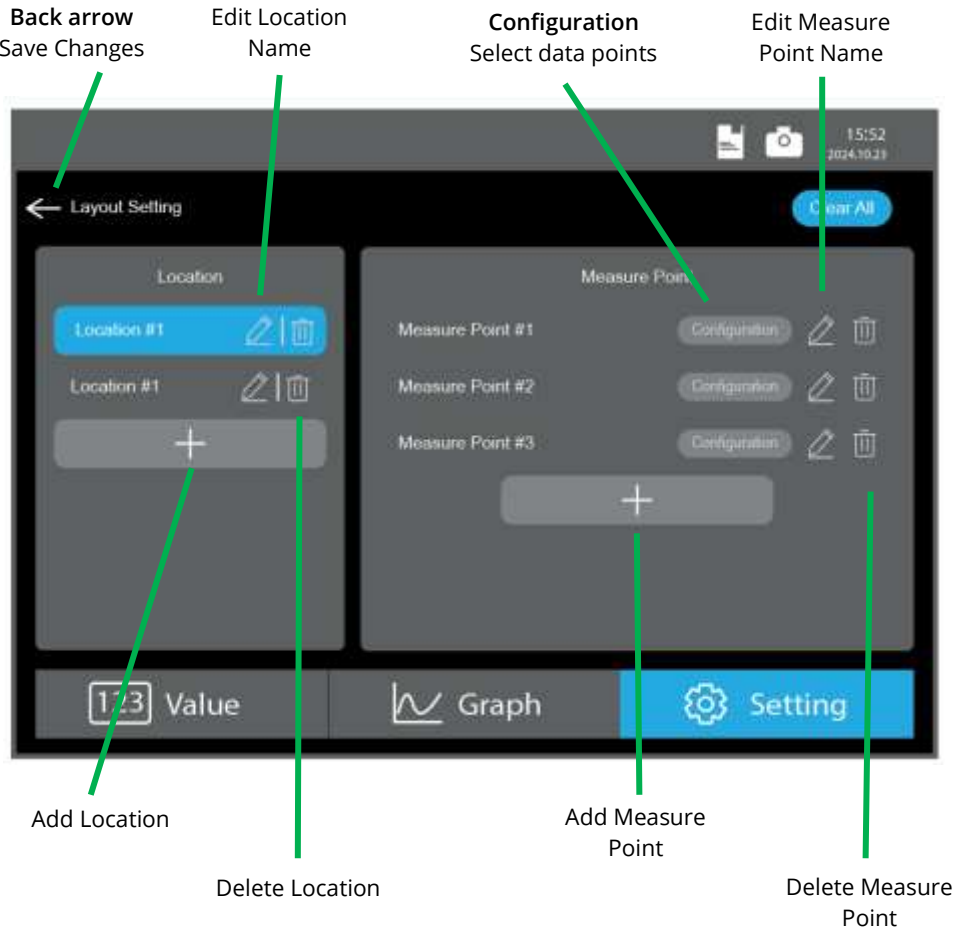 Back arrow
Save Changes
Edit Location
Name
Configuration
Select data points
Edit Measure
Point Name
15:52
2024.10.23
Layout Setting
Clear All
Location
Measure Point
Location #1
Measure Point #1
Configuration
Location #1
Measure Point #2
Configuration
Measure Point #3
Configuration
123 Value
Graph
Setting
Add Location
Add Measure
Point
Delete Location
Delete Measure
Point